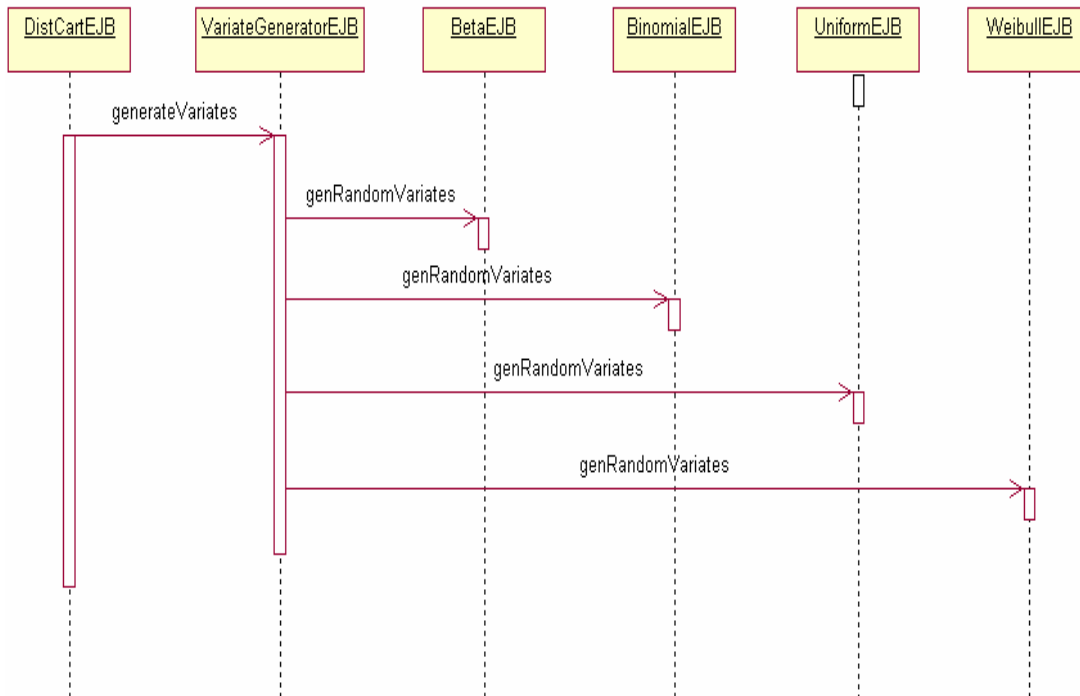 DistCartEJB
VariateGeneratorEJB
BetaEJB
BinomialEJB
UniformEJB
WeibullEJB
generateVariates
genRandomVariates
genRandomVariates
genRandomVariates
genRandomVariates